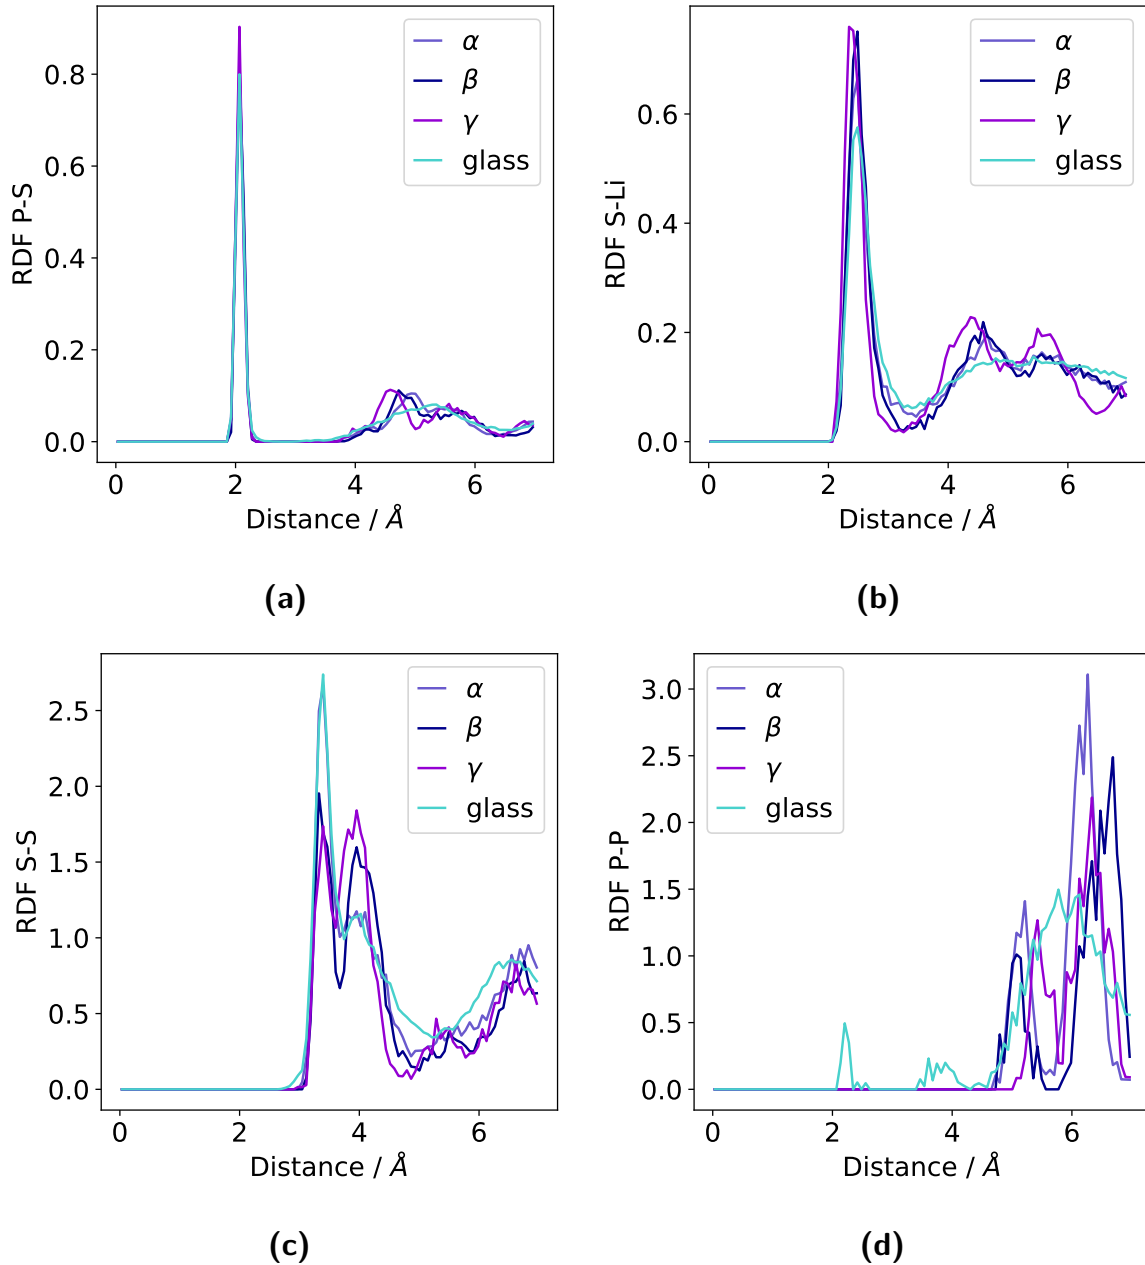 RDF P-S
0.8
0.6
0.4
0.2
0.0
0 2 4 6
Distance / Å
α
β
γ
glass
(a)
RDF S-Li
0.6
0.4
0.2
0.0
0 2 4 6
Distance / Å
α
β
γ
glass
(b)
RDF S-S
2.5
2.0
1.5
1.0
0.5
0.0
0 2 4 6
Distance / Å
α
β
γ
glass
(c)
RDF P-P
3.0
2.5
2.0
1.5
1.0
0.5
0.0
0 2 4 6
Distance / Å
α
β
γ
glass
(d)